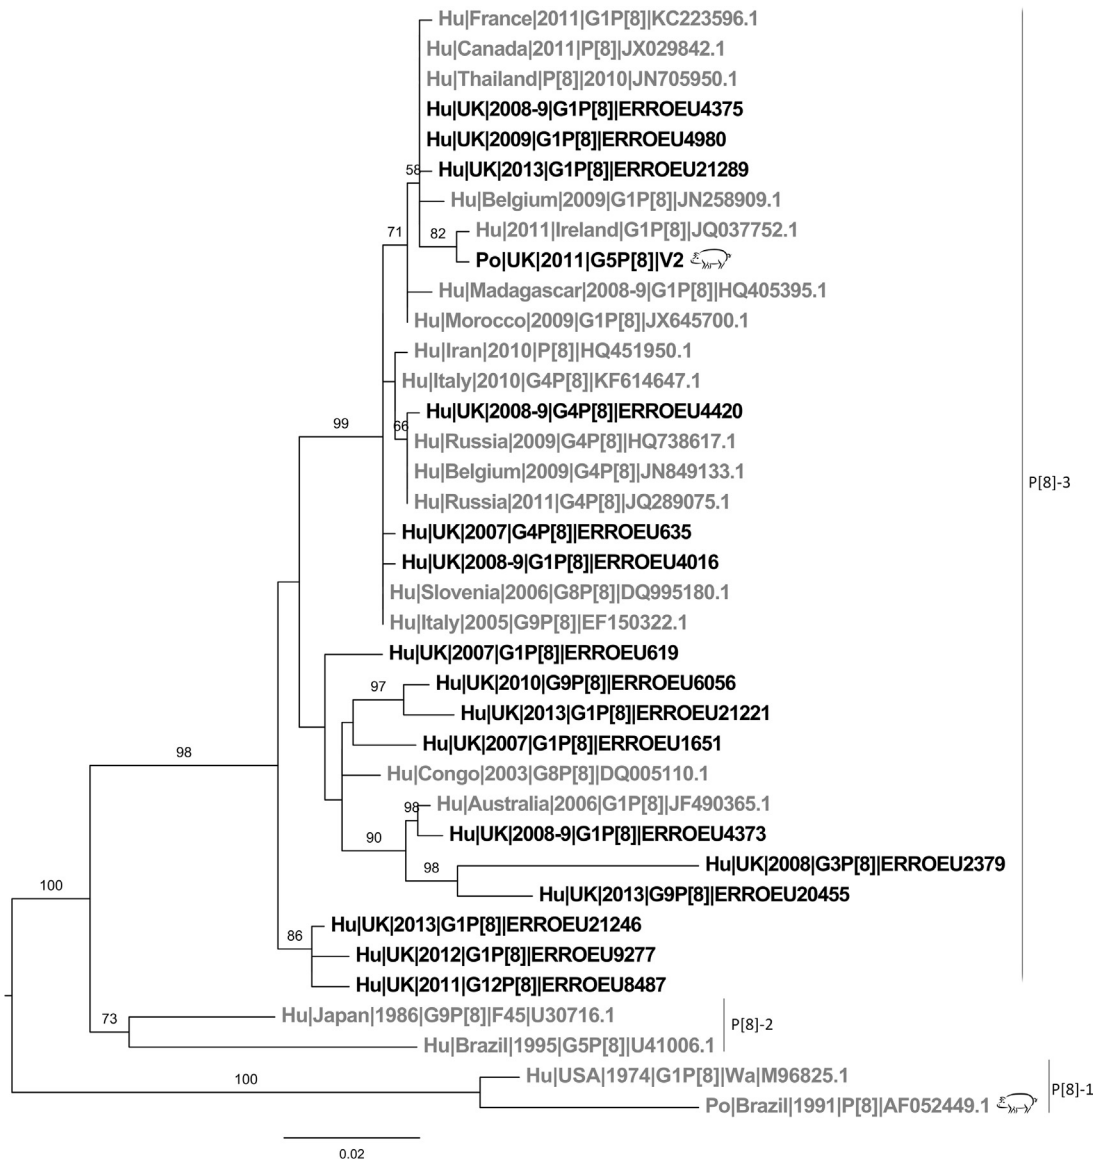 Hu|France|2011|G1P[8]|KC223596.1
Hu|Canada|2011|P[8]|JX029842.1
Hu|Thailand|P[8]|2010|JN705950.1
Hu|UK|2008-9|G1P[8]|ERROEU4375
Hu|UK|2009|G1P[8]|ERROEU4980
58
Hu|UK|2013|G1P[8]|ERROEU21289
Hu|Belgium|2009|G1P[8]|JN258909.1
71
82
Hu|2011|Ireland|G1P[8]|JQ037752.1
Po|UK|2011|G5P[8]|V2
Hu|Madagascar|2008-9|G1P[8]|HQ405395.1
Hu|Morocco|2009|G1P[8]|JX645700.1
Hu|Iran|2010|P[8]|HQ451950.1
Hu|Italy|2010|G4P[8]|KF614647.1
Hu|UK|2008-9|G4P[8]|ERROEU4420
99
66
Hu|Russia|2009|G4P[8]|HQ738617.1
Hu|Belgium|2009|G4P[8]|JN849133.1
P[8]-3
Hu|Russia|2011|G4P[8]|JQ289075.1
Hu|UK|2007|G4P[8]|ERROEU635
Hu|UK|2008-9|G1P[8]|ERROEU4016
Hu|Slovenia|2006|G8P[8]|DQ995180.1
Hu|Italy|2005|G9P[8]|EF150322.1
Hu|UK|2007|G1P[8]|ERROEU619
97
Hu|UK|2010|G9P[8]|ERROEU6056
Hu|UK|2013|G1P[8]|ERROEU21221
Hu|UK|2007|G1P[8]|ERROEU1651
98
Hu|Congo|2003|G8P[8]|DQ005110.1
98
Hu|Australia|2006|G1P[8]|JF490365.1
90
Hu|UK|2008-9|G1P[8]|ERROEU4373
98
Hu|UK|2008|G3P[8]|ERROEU2379
100
Hu|UK|2013|G9P[8]|ERROEU20455
Hu|UK|2013|G1P[8]|ERROEU21246
86
Hu|UK|2012|G1P[8]|ERROEU9277
Hu|UK|2011|G12P[8]|ERROEU8487
73
Hu|Japan|1986|G9P[8]|F45|U30716.1
P[8]-2
Hu|Brazil|1995|G5P[8]|U41006.1
100
Hu|USA|1974|G1P[8]|Wa|M96825.1
P[8]-1
Po|Brazil|1991|P[8]|AF052449.1
0.02